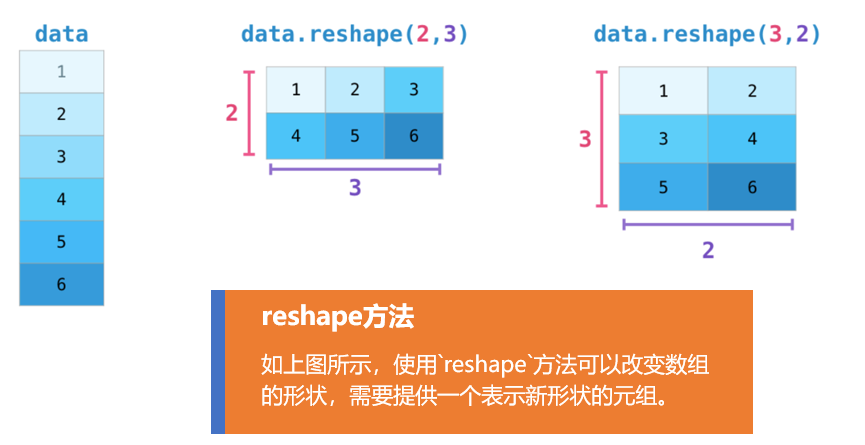 data
1
2
3
4
5
6
data.reshape(2,3)
2
1 2 3
4 5 6
3
data.reshape(3,2)
3
1 2
3 4
5 6
2
reshape方法
如上图所示，使用`reshape`方法可以改变数组
的形状，需要提供一个表示新形状的元组。